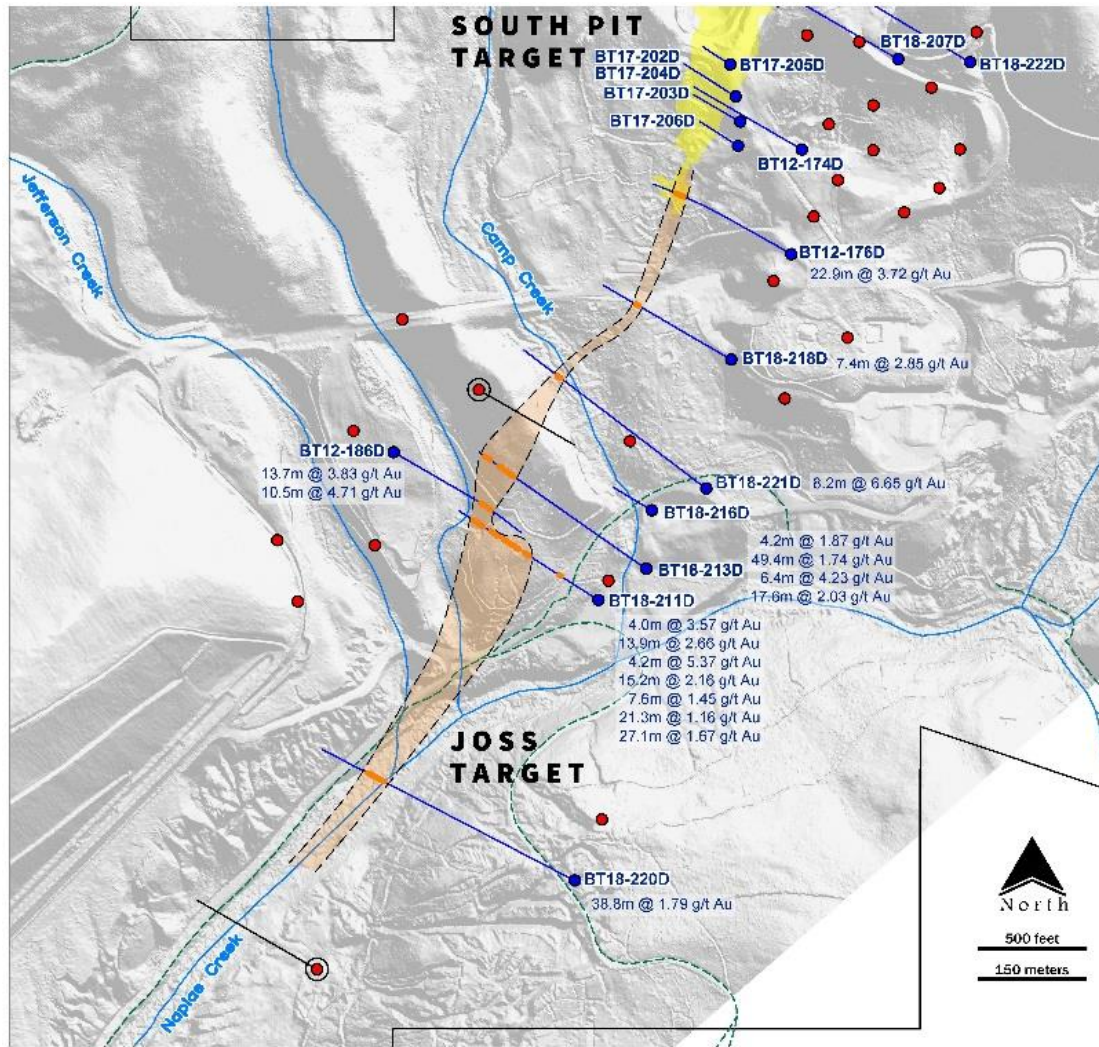 SOUTH PIT
TARGET
BT17-202D
BT17-204D
BT17-203D
BT17-206D
BT17-205D
BT18-207D
BT18-222D
BT12-174D
Jefferson Creek
Camp Creek
BT12-176D
22.9m @ 3.72 g/t Au
BT18-218D
7.4m @ 2.85 g/t Au
BT12-186D
13.7m @ 3.83 g/t Au
10.5m @ 4.71 g/t Au
BT18-221D
8.2m @ 6.65 g/t Au
BT18-216D
4.2m @ 1.87 g/t Au
49.4m @ 1.74 g/t Au
6.4m @ 4.23 g/t Au
17.6m @ 2.03 g/t Au
BT18-213D
BT18-211D
4.0m @ 3.57 g/t Au
13.9m @ 2.66 g/t Au
4.2m @ 5.37 g/t Au
15.2m @ 2.16 g/t Au
7.6m @ 1.45 g/t Au
21.3m @ 1.16 g/t Au
27.1m @ 1.67 g/t Au
JOSS
TARGET
BT18-220D
38.8m @ 1.79 g/t Au
Napias Creek
North
500 feet
150 meters